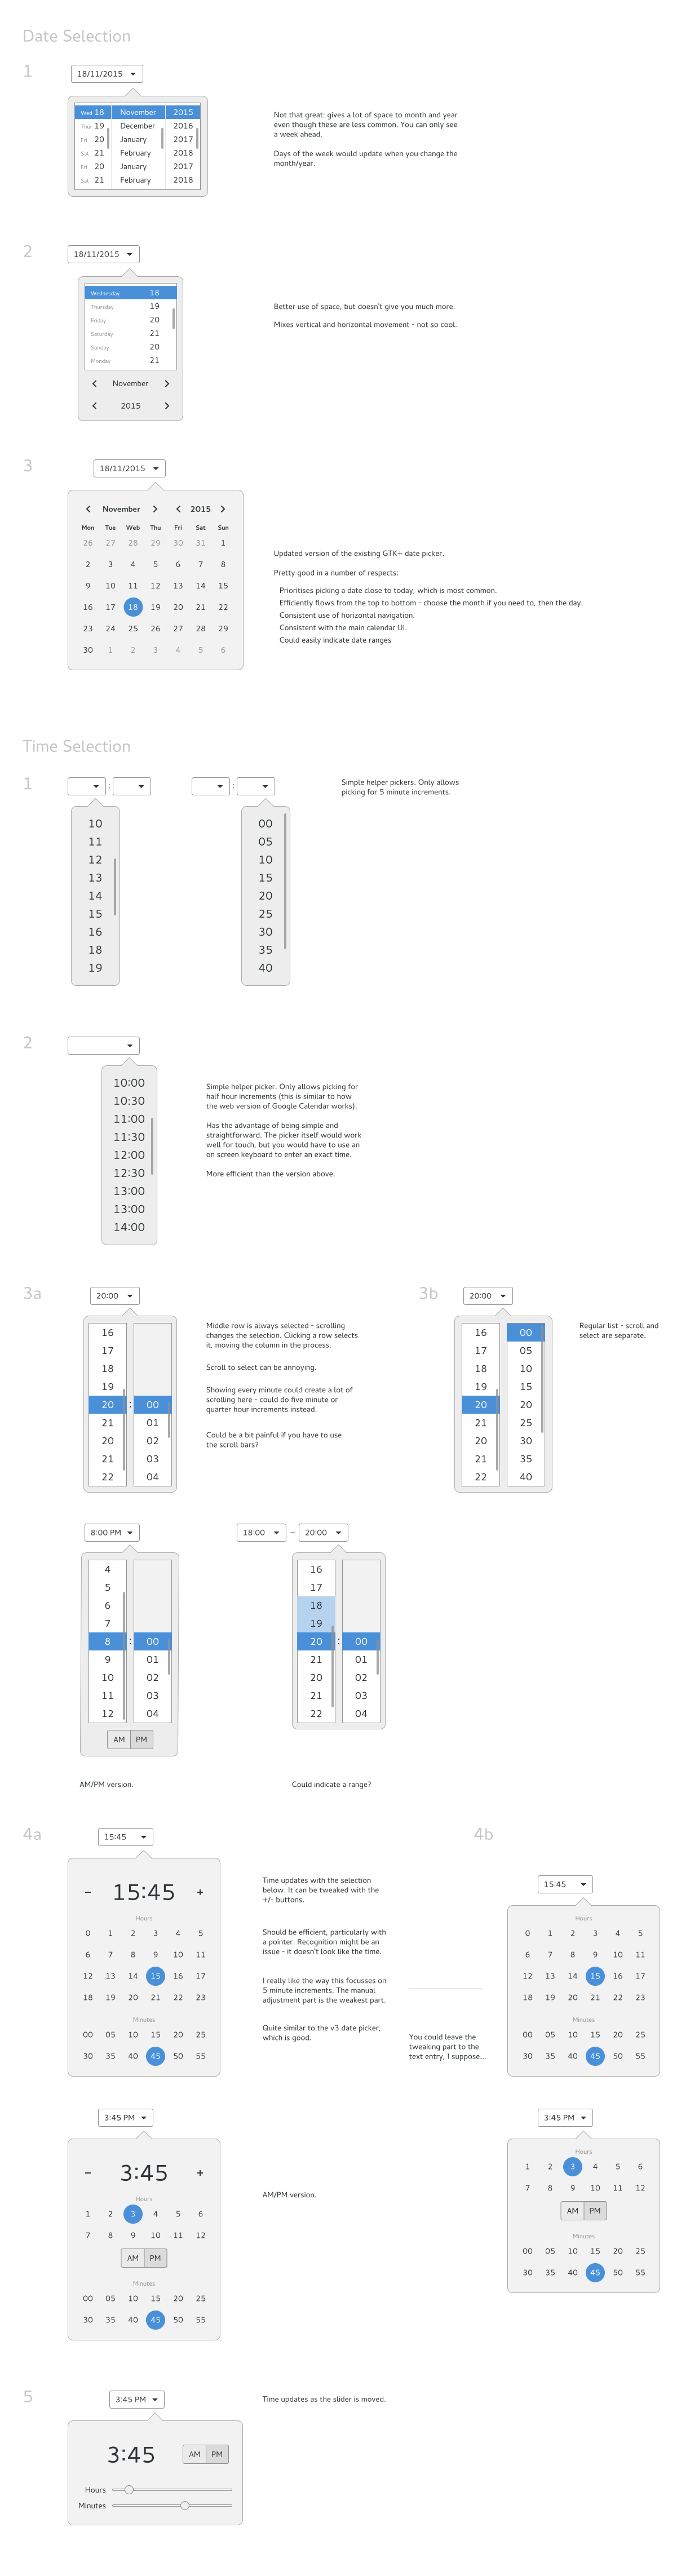 Date Selection
1
18/11/2015
Wed 18 November 2015
Thur 19 December 2016
Fri 20 January 2017
Sat 21 February 2018
Fri 20 January 2017
Sat 21 February 2018
Not that great: gives a lot of space to month and year
even though these are less common. You can only see
a week ahead.
Days of the week would update when you change the
month/year.
2
18/11/2015
Wednesday 18
Thursday 19
Friday 20
Saturday 21
Sunday 20
Monday 21
November
2015
Better use of space, but doesn't give you much more.
Mixes vertical and horizontal movement - not so cool.
3
18/11/2015
November 2015
Mon Tue Web Thu Fri Sat Sun
26 27 28 29 30 31 1
2 3 4 5 6 7 8
9 10 11 12 13 14 15
16 17 18 19 20 21 22
23 24 25 26 27 28 29
30 1 2 3 4 5 6
Updated version of the existing GTK+ date picker.
Pretty good in a number of respects:
Prioritises picking a date close to today, which is most common.
Efficiently flows from the top to bottom - choose the month if you need to, then the day.
Consistent use of horizontal navigation.
Consistent with the main calendar UI.
Could easily indicate date ranges
Time Selection
1
: :
10
11
12
13
14
15
16
18
19
00
05
10
15
20
25
30
35
40
Simple helper pickers. Only allows
picking for 5 minute increments.
2
10:00
10:30
11:00
11:30
12:00
12:30
13:00
13:00
14:00
Simple helper picker. Only allows picking for
half hour increments (this is similar to how
the web version of Google Calendar works).
Has the advantage of being simple and
straightforward. The picker itself would work
well for touch, but you would have to use an
on screen keyboard to enter an exact time.
More efficient than the version above.
3a
20:00
16
17
18
19
20 : 00
21 01
20 02
21 03
22 04
Middle row is always selected - scrolling
changes the selection. Clicking a row selects
it, moving the column in the process.
Scroll to select can be annoying.
Showing every minute could create a lot of
scrolling here - could do five minute or
quarter hour increments instead.
Could be a bit painful if you have to use
the scroll bars?
3b
20:00
16 00
17 05
18 10
19 15
20 20
21 25
20 30
21 35
22 40
Regular list - scroll and
select are separate.
8:00 PM
4
5
6
7
8 : 00
9 01
10 02
11 03
12 04
AM PM
AM/PM version.
18:00 – 20:00
16
17
18
19
20 : 00
21 01
20 02
21 03
22 04
Could indicate a range?
4a
15:45
- 15:45 +
Hours
0 1 2 3 4 5
6 7 8 9 10 11
12 13 14 15 16 17
18 19 20 21 22 23
Minutes
00 05 10 15 20 25
30 35 40 45 50 55
Time updates with the selection
below. It can be tweaked with the
+/- buttons.
Should be efficient, particularly with
a pointer. Recognition might be an
issue - it doesn't look like the time.
I really like the way this focusses on
5 minute increments. The manual
adjustment part is the weakest part.
Quite similar to the v3 date picker,
which is good.
4b
15:45
Hours
0 1 2 3 4 5
6 7 8 9 10 11
12 13 14 15 16 17
18 19 20 21 22 23
Minutes
00 05 10 15 20 25
30 35 40 45 50 55
You could leave the
tweaking part to the
text entry, I suppose...
3:45 PM
- 3:45 +
Hours
1 2 3 4 5 6
7 8 9 10 11 12
AM PM
Minutes
00 05 10 15 20 25
30 35 40 45 50 55
AM/PM version.
3:45 PM
Hours
1 2 3 4 5 6
7 8 9 10 11 12
AM PM
Minutes
00 05 10 15 20 25
30 35 40 45 50 55
5
3:45 PM
3:45 AM PM
Hours
Minutes
Time updates as the slider is moved.